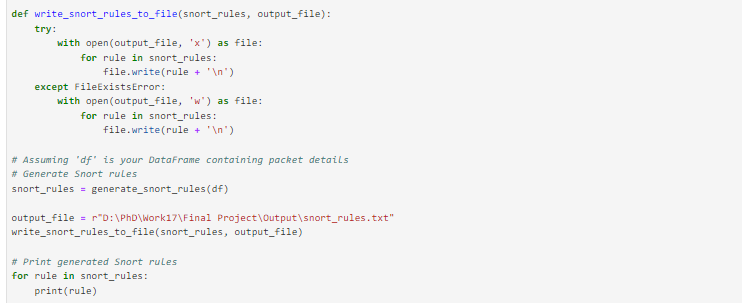 def write_snort_rules_to_file(snort_rules, output_file):
    try:
        with open(output_file, 'x') as file:
            for rule in snort_rules:
                file.write(rule + '\n')
    except FileExistsError:
        with open(output_file, 'w') as file:
            for rule in snort_rules:
                file.write(rule + '\n')

# Assuming 'df' is your DataFrame containing packet details
# Generate Snort rules
snort_rules = generate_snort_rules(df)

output_file = r"D:\PhD\Work17\Final Project\Output\snort_rules.txt"
write_snort_rules_to_file(snort_rules, output_file)

# Print generated Snort rules
for rule in snort_rules:
    print(rule)